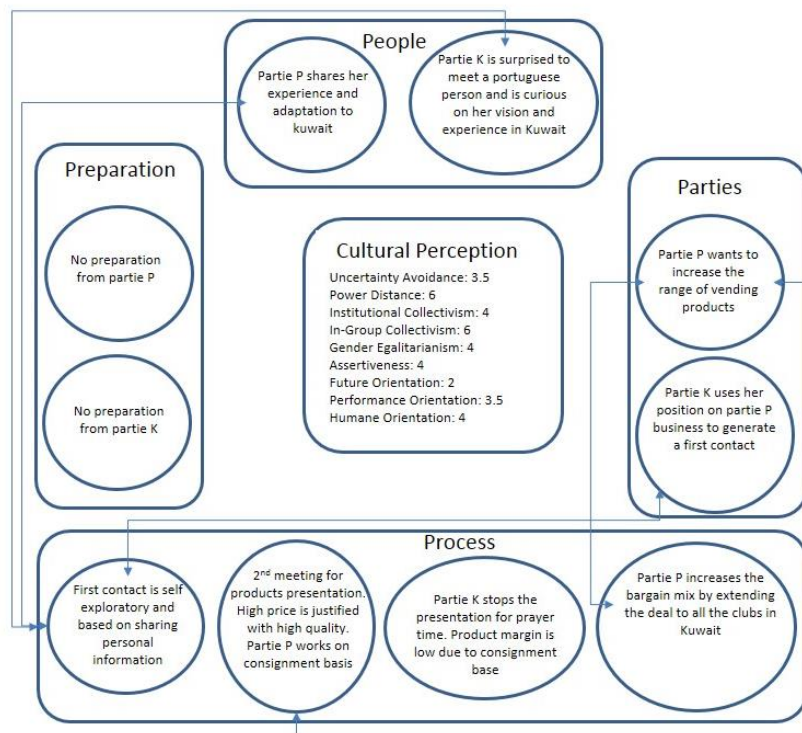 People
Partie P shares her
experience and
adaptation to
kuwait
Partie K is surprised to
meet a portuguese
person and is curious
on her vision and
experience in Kuwait
Preparation
No preparation
from partie P
No preparation
from partie K
Cultural Perception
Uncertainty Avoidance: 3.5
Power Distance: 6
Institutional Collectivism: 4
In-Group Collectivism: 6
Gender Egalitarianism: 4
Assertiveness: 4
Future Orientation: 2
Performance Orientation: 3.5
Humane Orientation: 4
Parties
Partie P wants to
increase the
range of vending
products
Partie K uses her
position on partie P
business to generate
a first contact
Process
First contact is self
exploratory and
based on sharing
personal
information
2nd meeting for
products presentation.
High price is justified
with high quality.
Partie P works on
consignment basis
Partie K stops the
presentation for prayer
time. Product margin is
low due to consignment
base
Partie P increases the
bargain mix by extending
the deal to all the clubs in
Kuwait